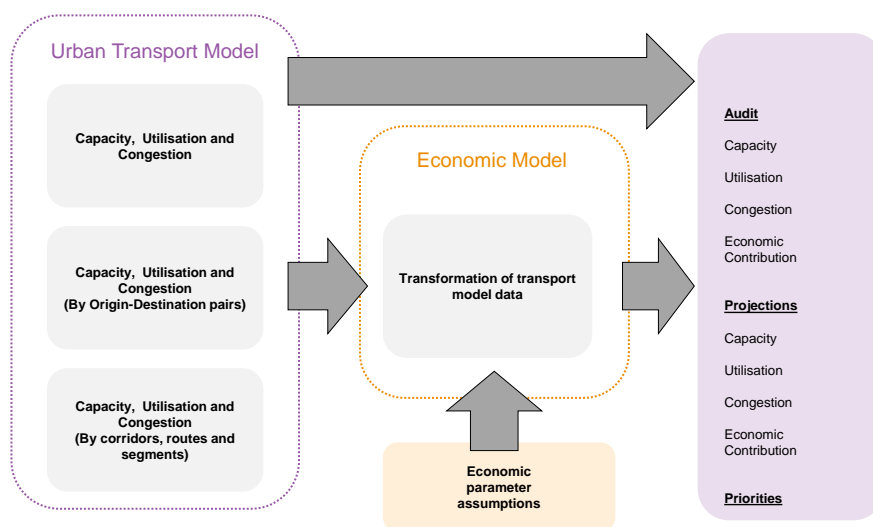 Urban Transport Model
Capacity, Utilisation and
Congestion
Capacity, Utilisation and
Congestion
(By Origin-Destination pairs)
Capacity, Utilisation and
Congestion
(By corridors, routes and
segments)
Economic Model
Transformation of transport
model data
Economic
parameter
assumptions
Audit
Capacity
Utilisation
Congestion
Economic
Contribution
Projections
Capacity
Utilisation
Congestion
Economic
Contribution
Priorities